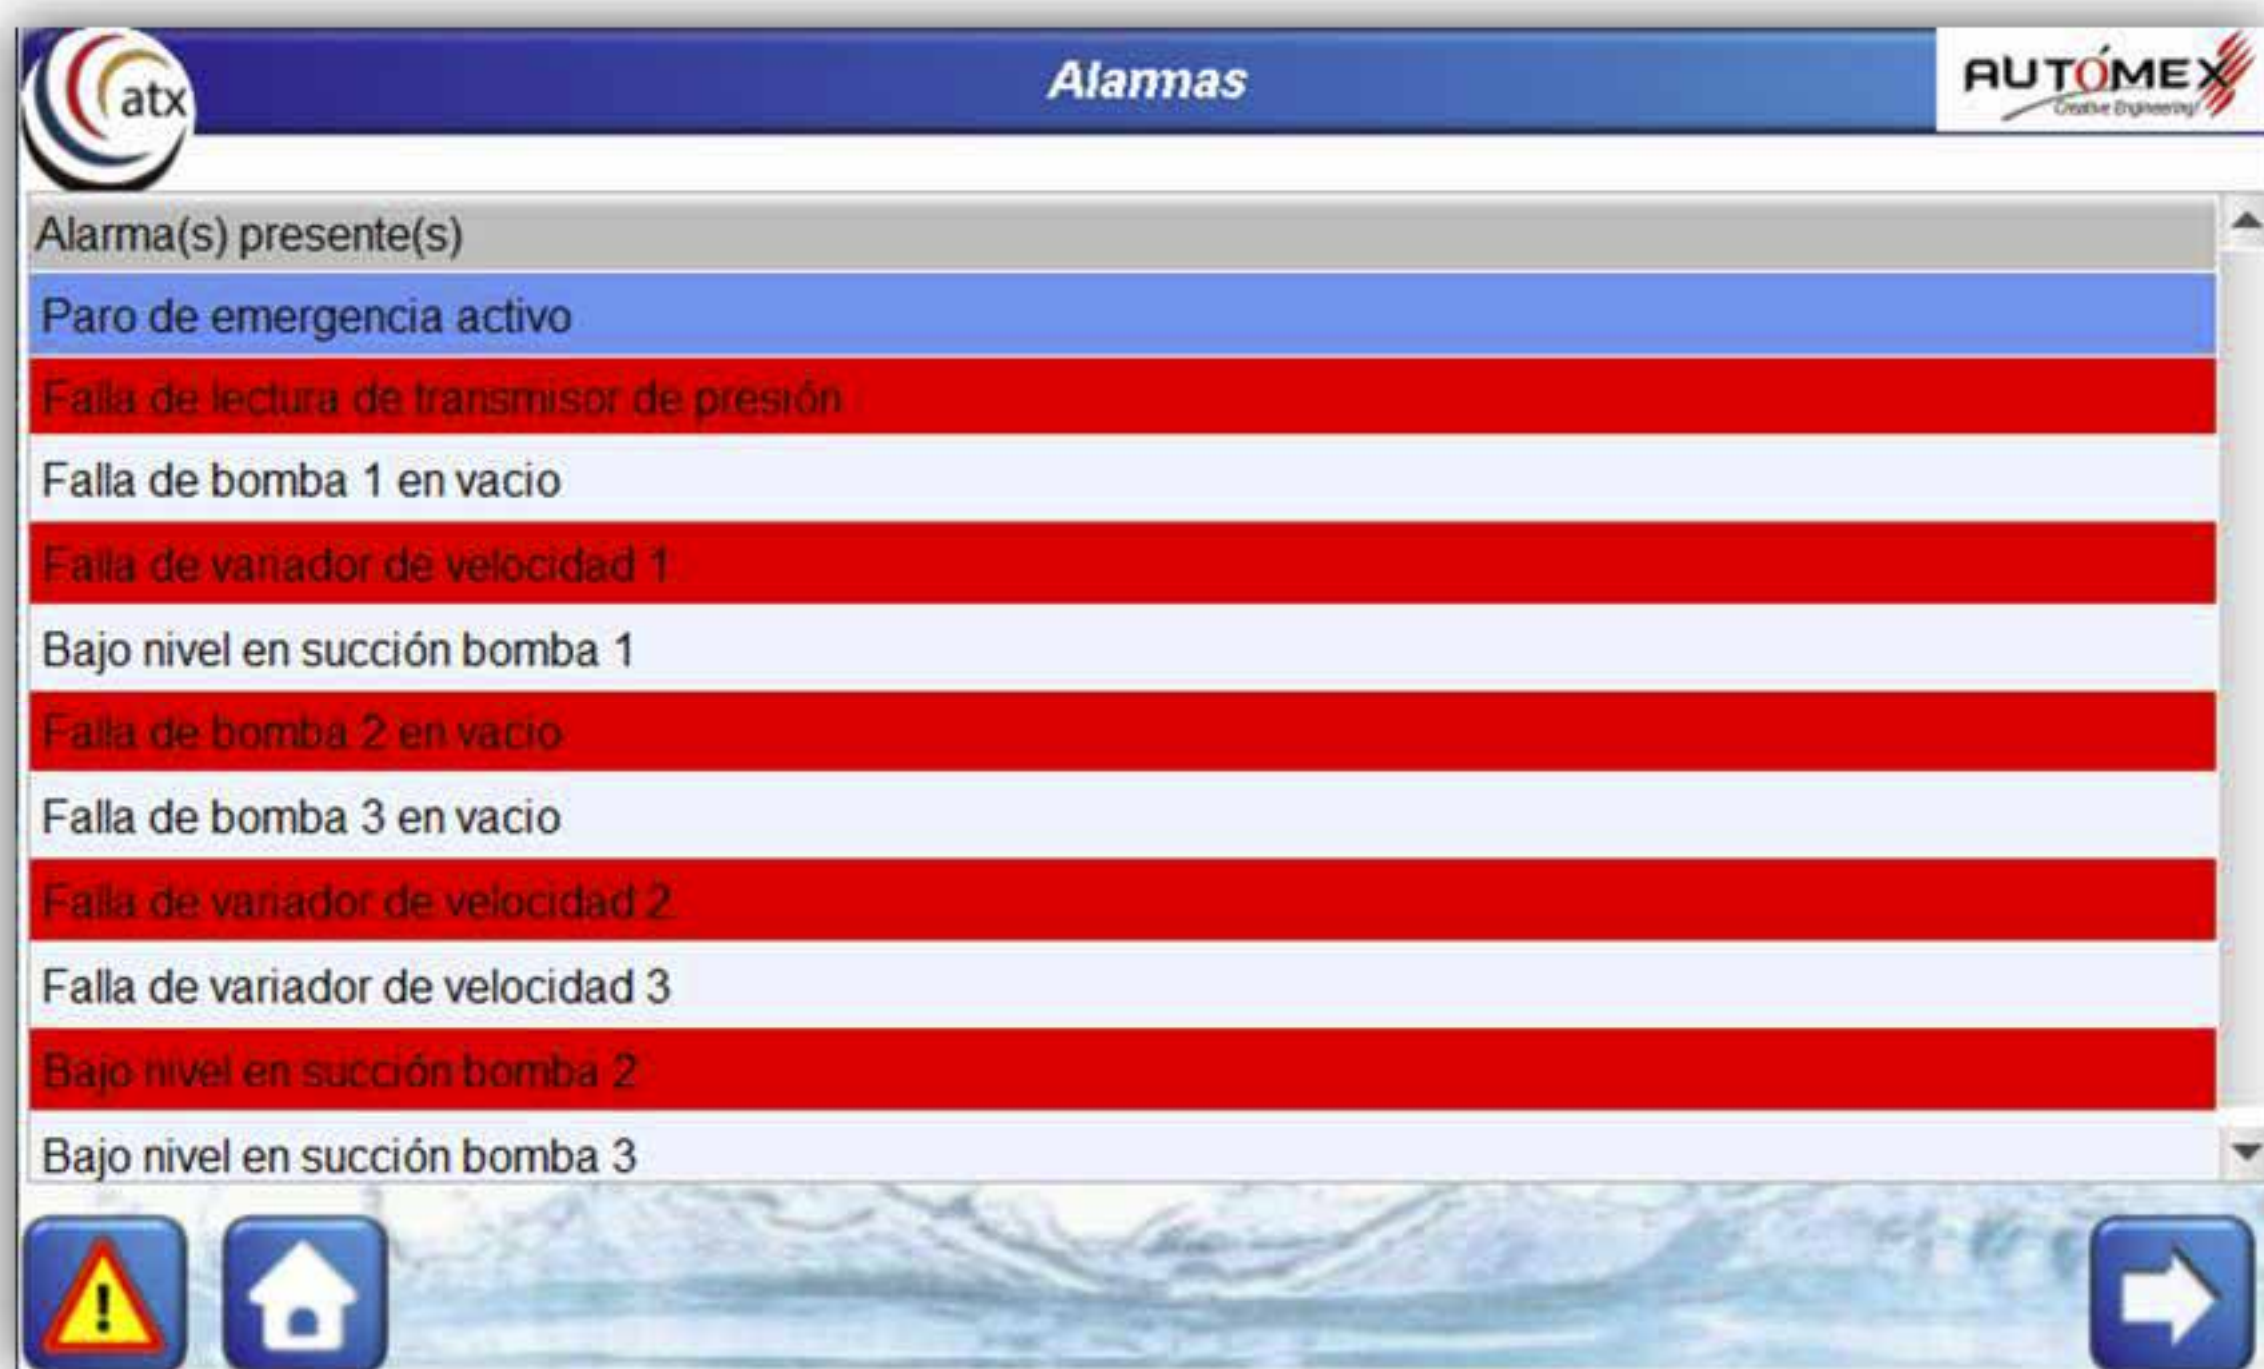 atx
Alarmas
AUTÓMEX
Creative Engineering!
Alarma(s) presente(s)
Paro de emergencia activo
Falla de lectura de transmisor de presión
Falla de bomba 1 en vacio
Falla de variador de velocidad 1
Bajo nivel en succión bomba 1
Falla de bomba 2 en vacio
Falla de bomba 3 en vacio
Falla de variador de velocidad 2
Falla de variador de velocidad 3
Bajo nivel en succión bomba 2
Bajo nivel en succión bomba 3
!